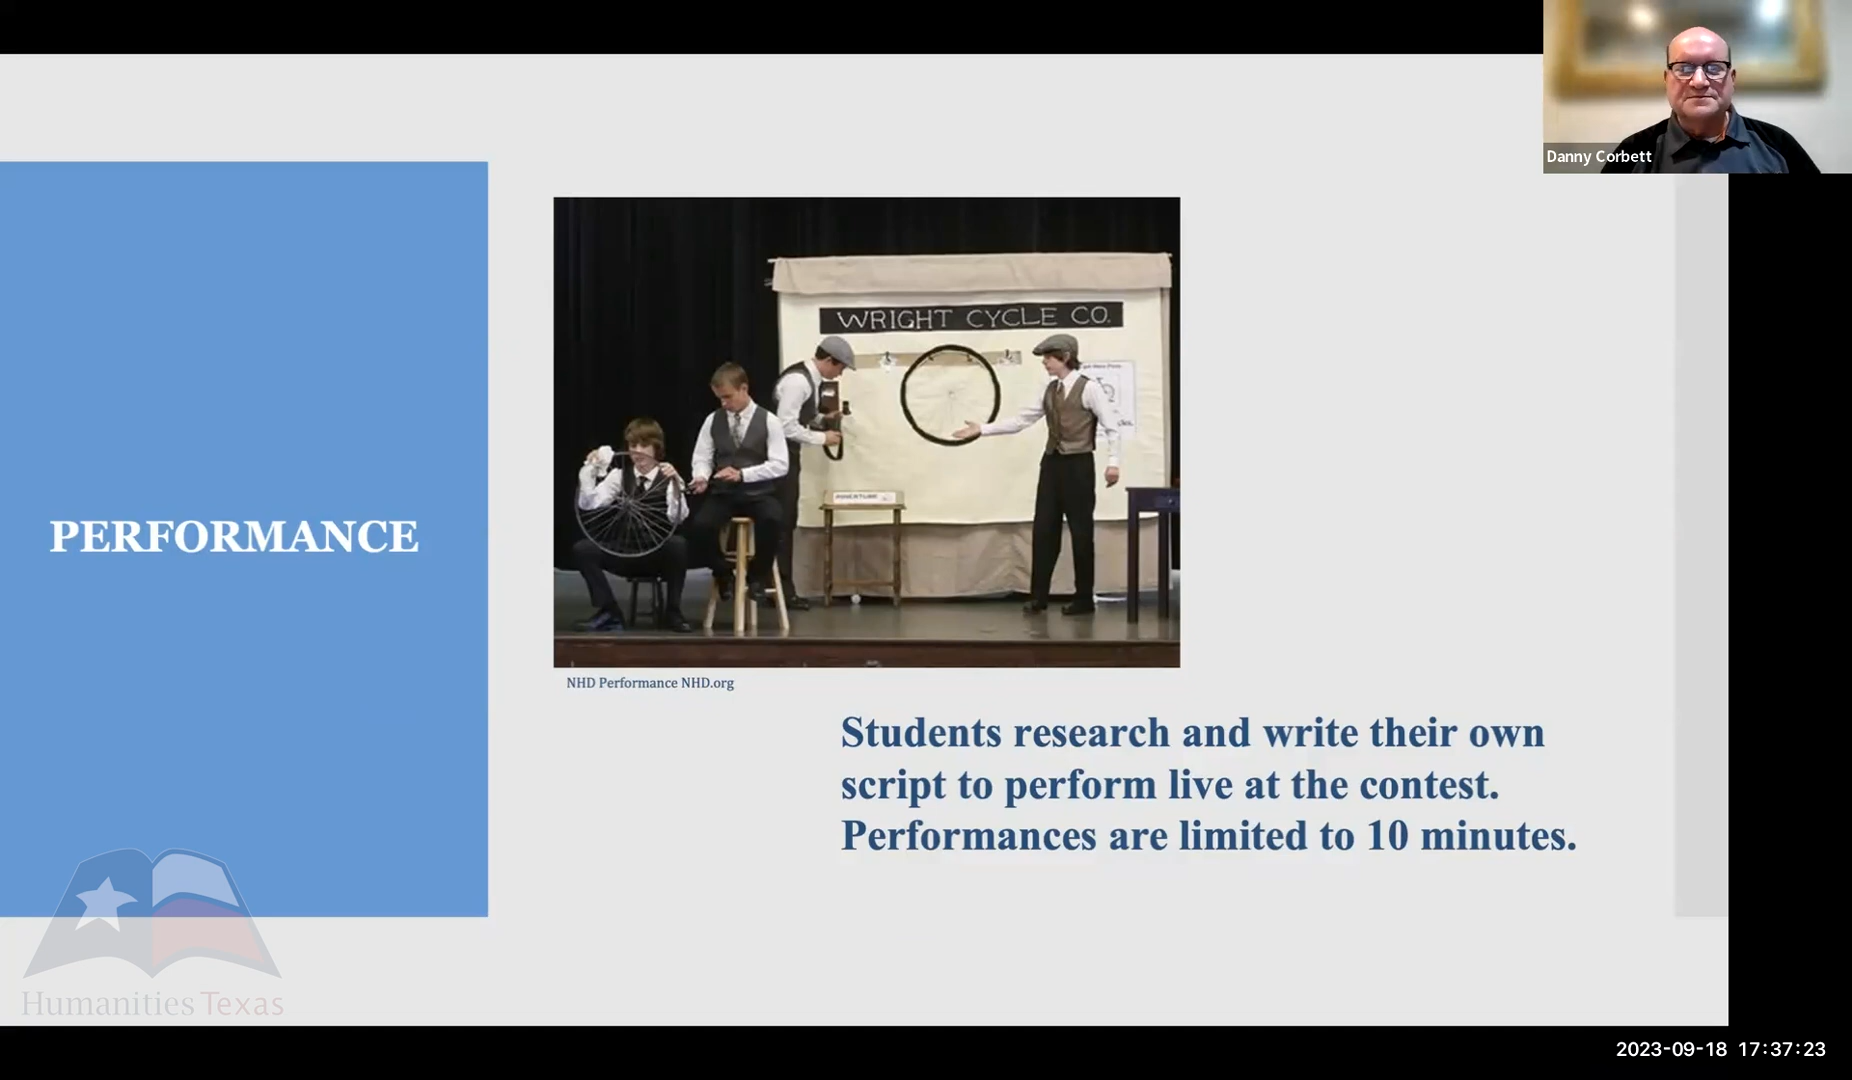 Danny Corbett
WRIGHT CYCLE CO.
PERFORMANCE
NHD Performance NHD.org
Students research and write their own
script to perform live at the contest.
Performances are limited to 10 minutes.
Humanities Texas
2023-09-18 17:37:23